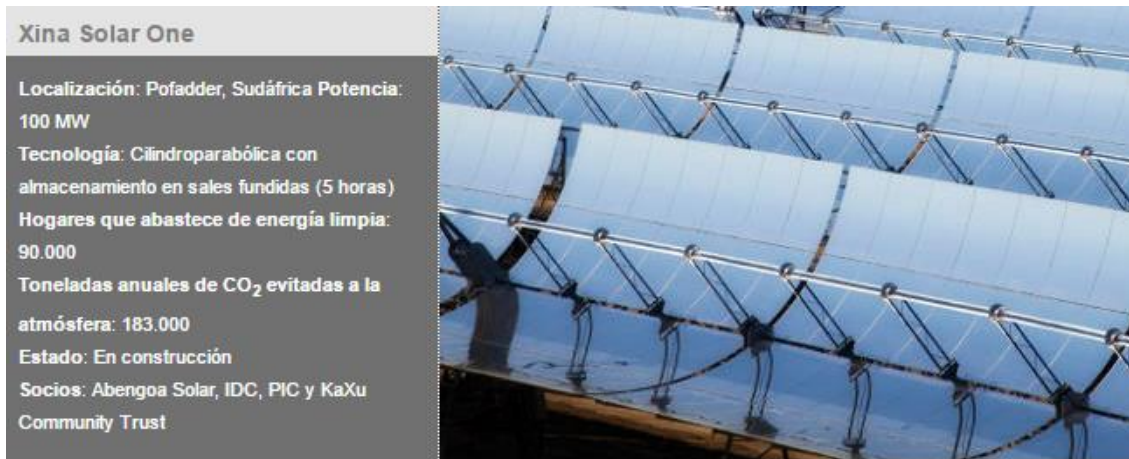 Xina Solar One
Localización: Pofadder, Sudáfrica Potencia:
100 MW
Tecnología: Cilindroparabólica con
almacenamiento en sales fundidas (5 horas)
Hogares que abastece de energía limpia:
90.000
Toneladas anuales de CO2 evitadas a la
atmósfera: 183.000
Estado: En construcción
Socios: Abengoa Solar, IDC, PIC y KaXu
Community Trust